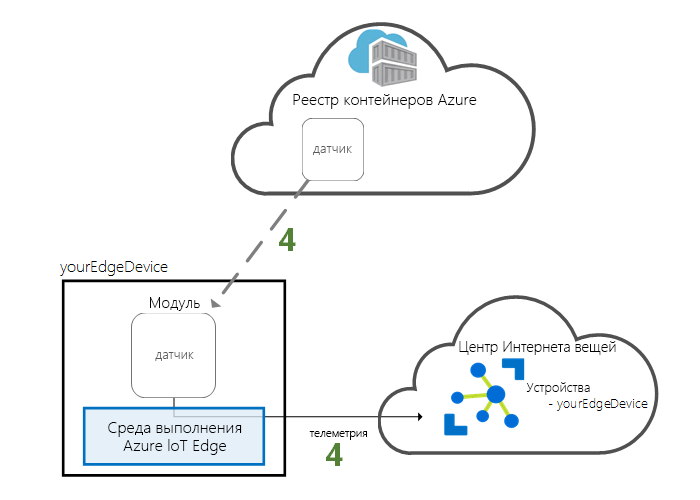 Реестр контейнеров Azure
датчик
4
yourEdgeDevice
Модуль
датчик
Среда выполнения
Azure IoT Edge
телеметрия
4
Центр Интернета вещей
Устройства
- yourEdgeDevice